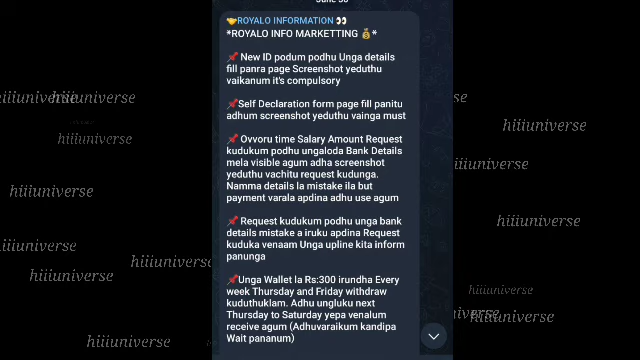 June 30
🤝ROYALO INFORMATION 👀
*ROYALO INFO MARKETTING 💰*
📌 New ID podum podhu Unga details
fill panra page Screenshot yeduthu
vaikanum it's compulsory
📌Self Declaration form page fill panitu
adhum screenshot yeduthu vainga must
📌 Ovvoru time Salary Amount Request
kudukum podhu ungaloda Bank Details
mela visible agum adha screenshot
yeduthu vachitu request kudunga.
Namma details la mistake ila but
payment varala apdina adhu use agum
📌 Request kudukum podhu unga bank
details mistake a iruku apdina Request
kuduka venaam Unga upline kita inform
panunga
📌Unga Wallet la Rs:300 irundha Every
week Thursday and Friday withdraw
kuduthuklam. Adhu ungluku next
Thursday to Saturday yepa venalum
receive agum (Adhuvaraikum kandipa
Wait pananum)
hiiiuniverse
hiiiuniverse
hiiiuniverse
hiiiuniverse
hiiiuniverse
hiiiuniverse
hiiiuniverse
hiiiuniverse
hiiiuniverse